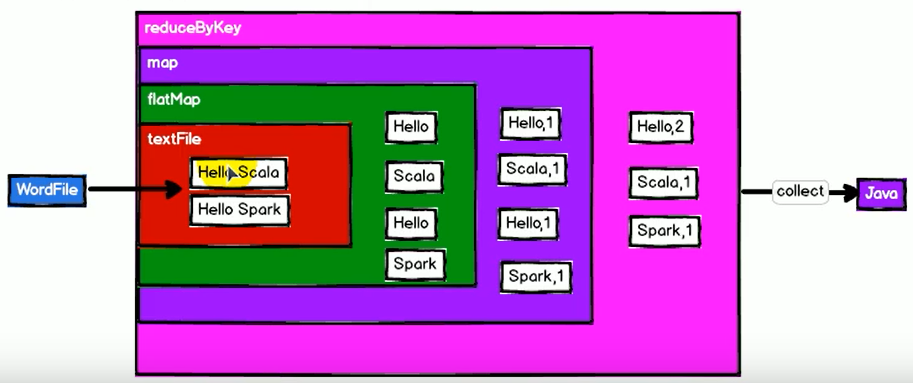 reduceByKey
map
flatMap
textFile
WordFile
Hello Scala
Hello Spark
Hello
Scala
Hello
Spark
Hello,1
Scala,1
Hello,1
Spark,1
Hello,2
Scala,1
Spark,1
collect
Java